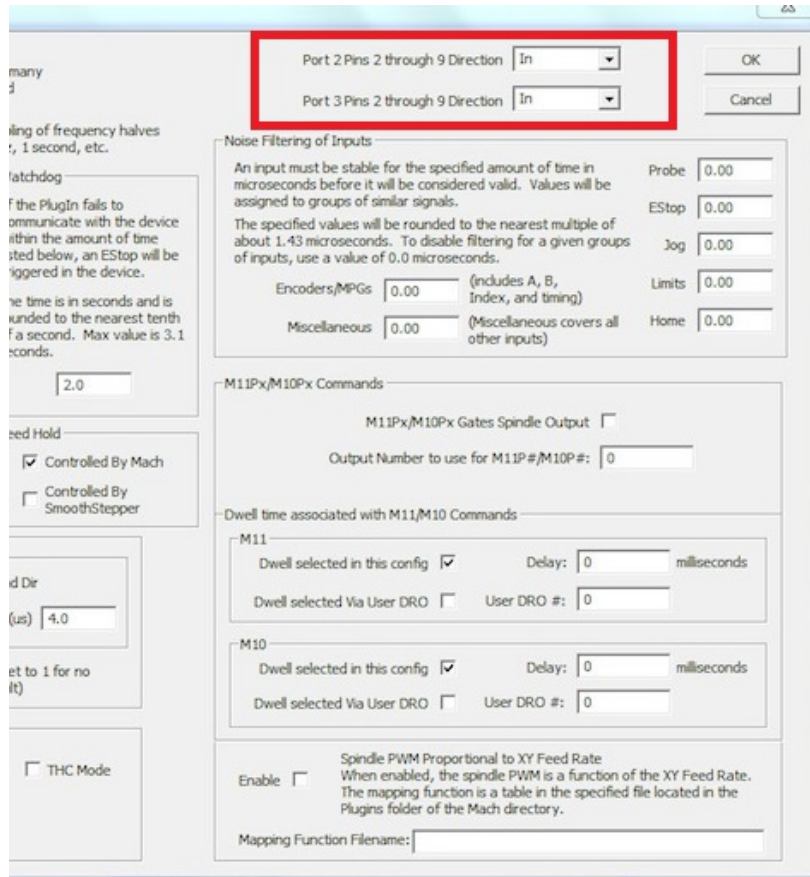 Port 2 Pins 2 through 9 Direction In
OK
Port 3 Pins 2 through 9 Direction In
Cancel
many
of frequency halves
, 1 second, etc.
Watchdog
the PlugIn fails to
communicate with the device
within the amount of time
below, an EStop will be
triggered in the device.
time is in seconds and is
rounded to the nearest tenth
a second. Max value is 3.1
seconds.
2.0
Hold
Controlled By Mach
Controlled By
SmoothStepper
Dir
(us) 4.0
to 1 for no
THC Mode
Noise Filtering of Inputs
An input must be stable for the specified amount of time in
microseconds before it will be considered valid. Values will be
assigned to groups of similar signals.
The specified values will be rounded to the nearest multiple of
about 1.43 microseconds. To disable filtering for a given groups
of inputs, use a value of 0.0 microseconds.
Probe 0.00
EStop 0.00
Jog 0.00
Limits 0.00
Home 0.00
Encoders/MPGs 0.00 (includes A, B,
Index, and timing)
Miscellaneous 0.00 (Miscellaneous covers all
other inputs)
M11Px/M10Px Commands
M11Px/M10Px Gates Spindle Output
Output Number to use for M11P#/M10P#: 0
Dwell time associated with M11/M10 Commands
M11
Dwell selected in this config Delay: 0 milliseconds
Dwell selected Via User DRO User DRO #: 0
M10
Dwell selected in this config Delay: 0 milliseconds
Dwell selected Via User DRO User DRO #: 0
Enable
Spindle PWM Proportional to XY Feed Rate
When enabled, the spindle PWM is a function of the XY Feed Rate.
The mapping function is a table in the specified file located in the
Plugins folder of the Mach directory.
Mapping Function Filename: